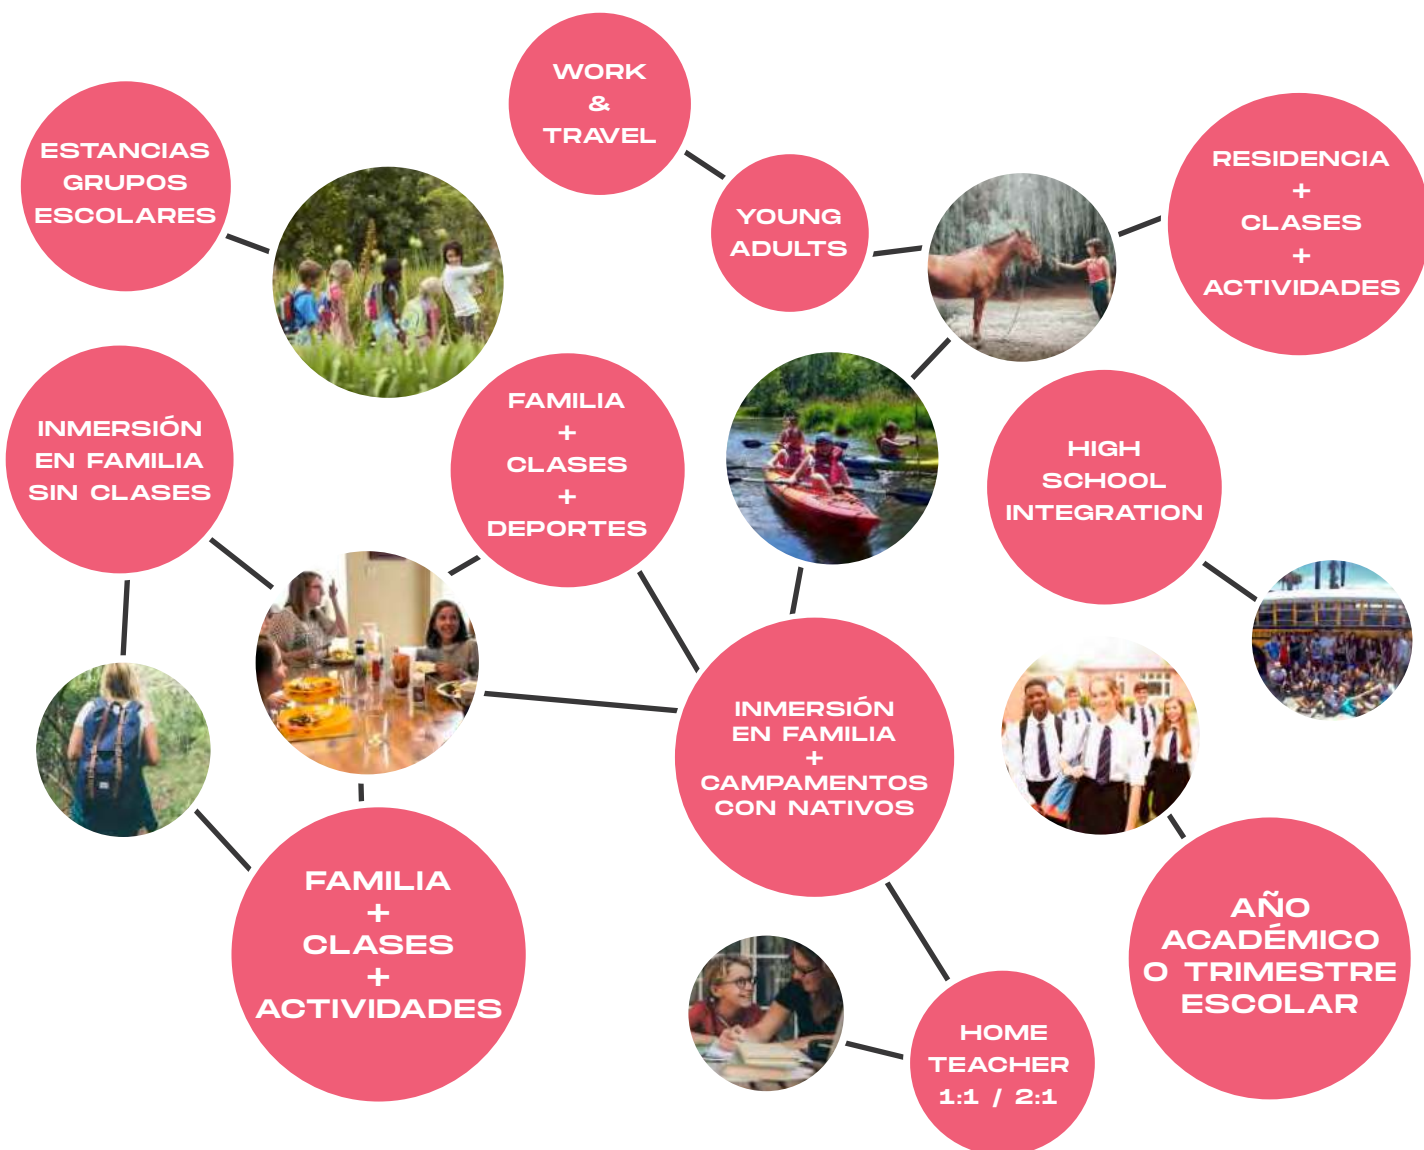 WORK
&
TRAVEL
ESTANCIAS
GRUPOS
ESCOLARES
YOUNG
ADULTS
RESIDENCIA
+
CLASES
+
ACTIVIDADES
INMERSIÓN
EN FAMILIA
SIN CLASES
FAMILIA
+
CLASES
+
DEPORTES
HIGH
SCHOOL
INTEGRATION
INMERSIÓN
EN FAMILIA
+
CAMPAMENTOS
CON NATIVOS
FAMILIA
+
CLASES
+
ACTIVIDADES
AÑO
ACADÉMICO
O TRIMESTRE
ESCOLAR
HOME
TEACHER
1:1 / 2:1